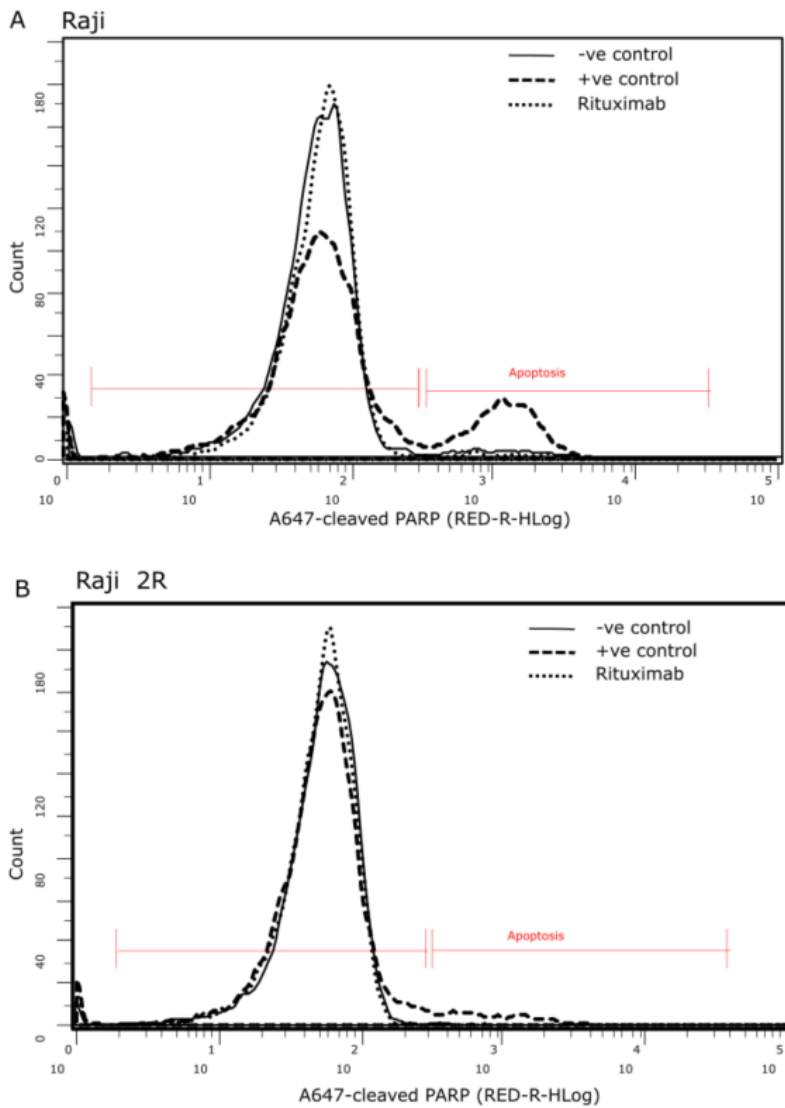 A Raji
-ve control
+ve control
Rituximab
180
120
80
40
0
Count
Apoptosis
0 1 2 3 4 5
10 10 10 10 10 10
A647-cleaved PARP (RED-R-HLog)
B Raji 2R
-ve control
+ve control
Rituximab
180
120
80
40
0
Count
Apoptosis
0 1 2 3 4 5
10 10 10 10 10 10
A647-cleaved PARP (RED-R-HLog)